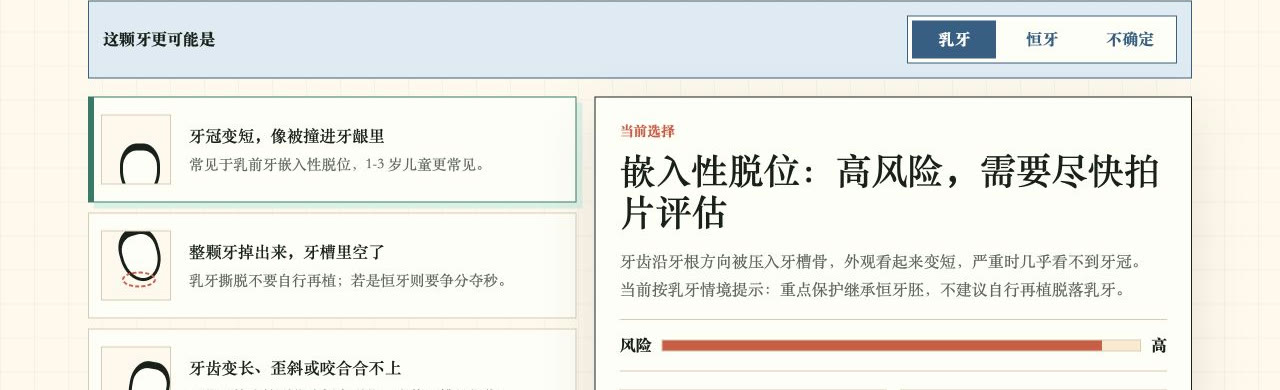 这颗牙更可能是
乳牙
恒牙
不确定
牙冠变短，像被撞进牙龈里
常见于乳前牙嵌入性脱位，1-3 岁儿童更常见。
整颗牙掉出来，牙槽里空了
乳牙撕脱不要自行再植；若是恒牙则要争分夺秒。
牙齿变长、歪斜或咬合合不上
当前选择
嵌入性脱位：高风险，需要尽快拍
片评估
牙齿沿牙根方向被压入牙槽骨，外观看起来变短，严重时几乎看不到牙冠。
当前按乳牙情境提示：重点保护继承恒牙胚，不建议自行再植脱落乳牙。
风险
高